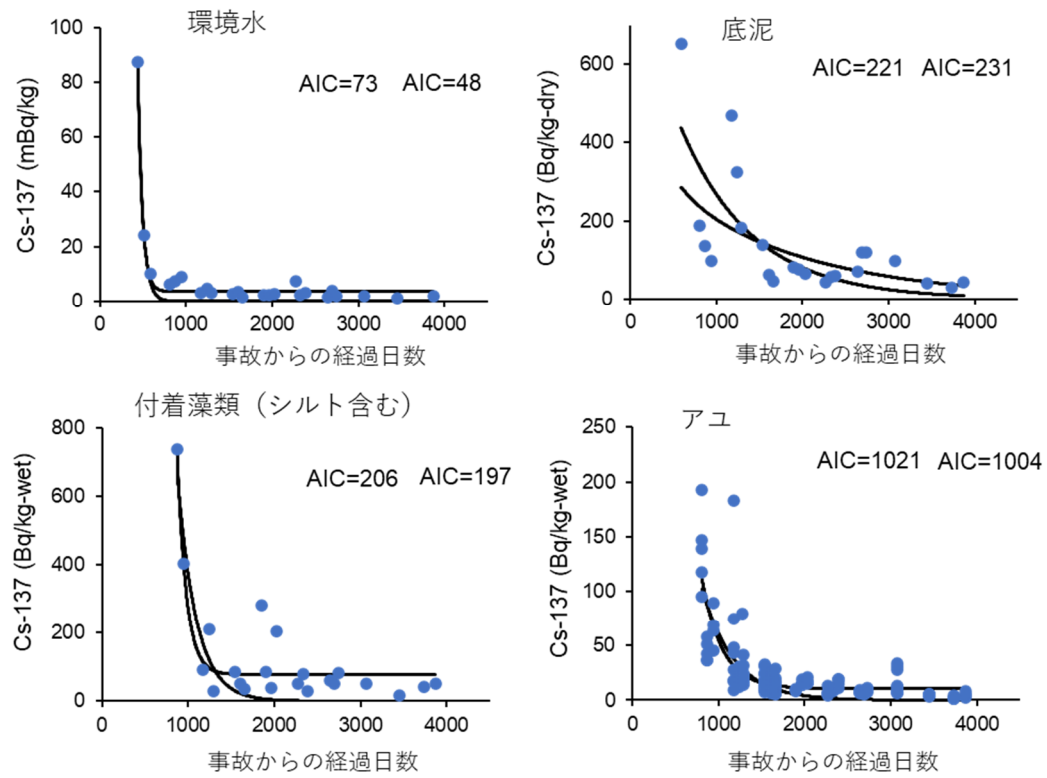 環境水
AIC=73 AIC=48
Cs-137 (mBq/kg)
100
80
60
40
20
0
0 1000 2000 3000 4000
事故からの経過日数
底泥
AIC=221 AIC=231
Cs-137 (Bq/kg-dry)
600
400
200
0
0 1000 2000 3000 4000
事故からの経過日数
付着藻類（シルト含む）
AIC=206 AIC=197
Cs-137 (Bq/kg-wet)
800
600
400
200
0
0 1000 2000 3000 4000
事故からの経過日数
アユ
AIC=1021 AIC=1004
Cs-137 (Bq/kg-wet)
250
200
150
100
50
0
0 1000 2000 3000 4000
事故からの経過日数